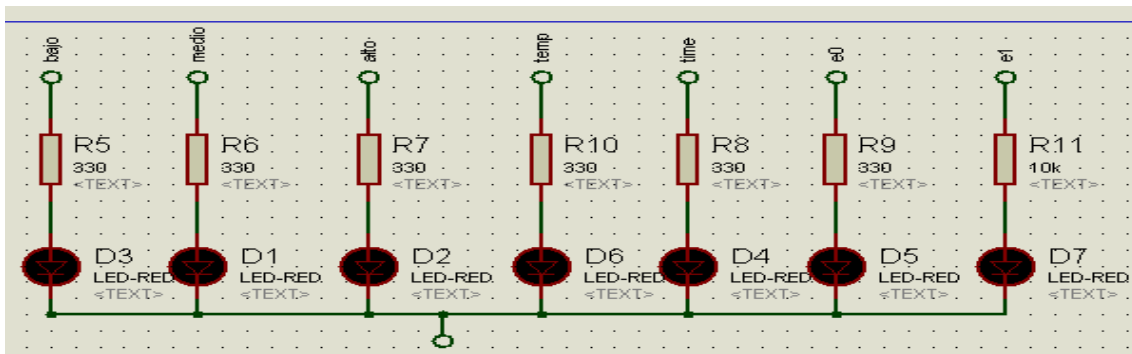 bajo
medio
alto
temp
time
e0
e1
R5
330
<TEXT>
R6
330
<TEXT>
R7
330
<TEXT>
R10
330
<TEXT>
R8
330
<TEXT>
R9
330
<TEXT>
R11
10k
<TEXT>
D3
LED-RED
<TEXT>
D1
LED-RED
<TEXT>
D2
LED-RED
<TEXT>
D6
LED-RED
<TEXT>
D4
LED-RED
<TEXT>
D5
LED-RED
<TEXT>
D7
LED-RED
<TEXT>